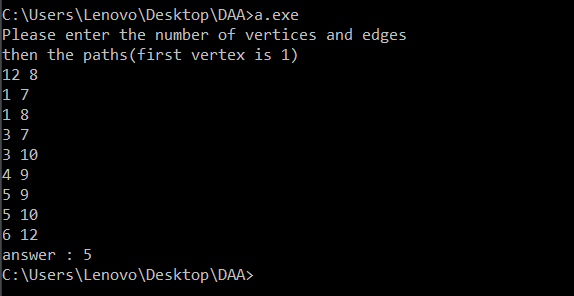 C:\Users\Lenovo\Desktop\DAA>a.exe
Please enter the number of vertices and edges
then the paths(first vertex is 1)
12 8
1 7
1 8
3 7
3 10
4 9
5 9
5 10
6 12
answer : 5
C:\Users\Lenovo\Desktop\DAA>